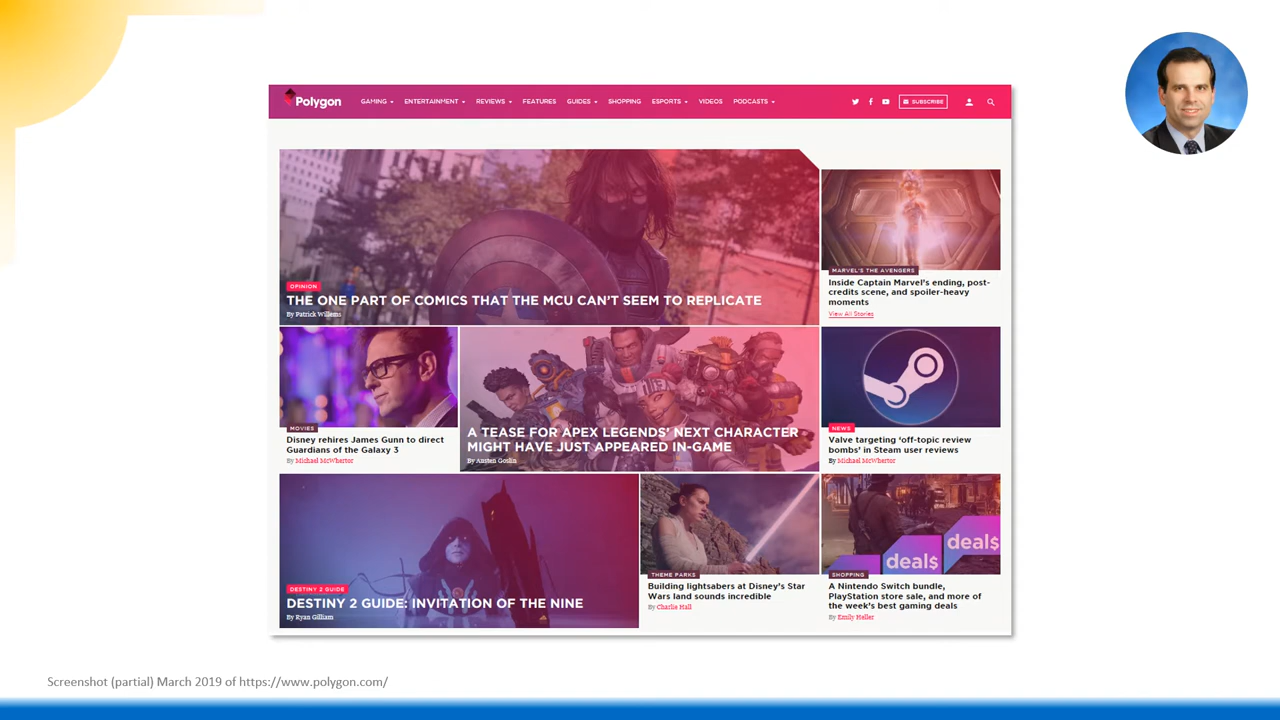 Polygon
GAMING ENTERTAINMENT REVIEWS FEATURES GUIDES SHOPPING ESPORTS VIDEOS PODCASTS SUBSCRIBE
OPINION
THE ONE PART OF COMICS THAT THE MCU CAN'T SEEM TO REPLICATE
By Patrick Willems
MARVEL'S THE AVENGERS
Inside Captain Marvel's ending, post-
credits scene, and spoiler-heavy
moments
View All Stories
MOVIES
Disney rehires James Gunn to direct
Guardians of the Galaxy 3
By Michael McWhertor
A TEASE FOR APEX LEGENDS' NEXT CHARACTER
MIGHT HAVE JUST APPEARED IN-GAME
By Austen Goslin
NEWS
Valve targeting 'off-topic review
bombs' in Steam user reviews
By Michael McWhertor
DESTINY 2 GUIDE
DESTINY 2 GUIDE: INVITATION OF THE NINE
By Ryan Gilliam
THEME PARKS
Building lightsabers at Disney's Star
Wars land sounds incredible
By Charlie Hall
deal$
deal$
SHOPPING
A Nintendo Switch bundle,
PlayStation store sale, and more of
the week's best gaming deals
By Emily Heller
Screenshot (partial) March 2019 of https://www.polygon.com/